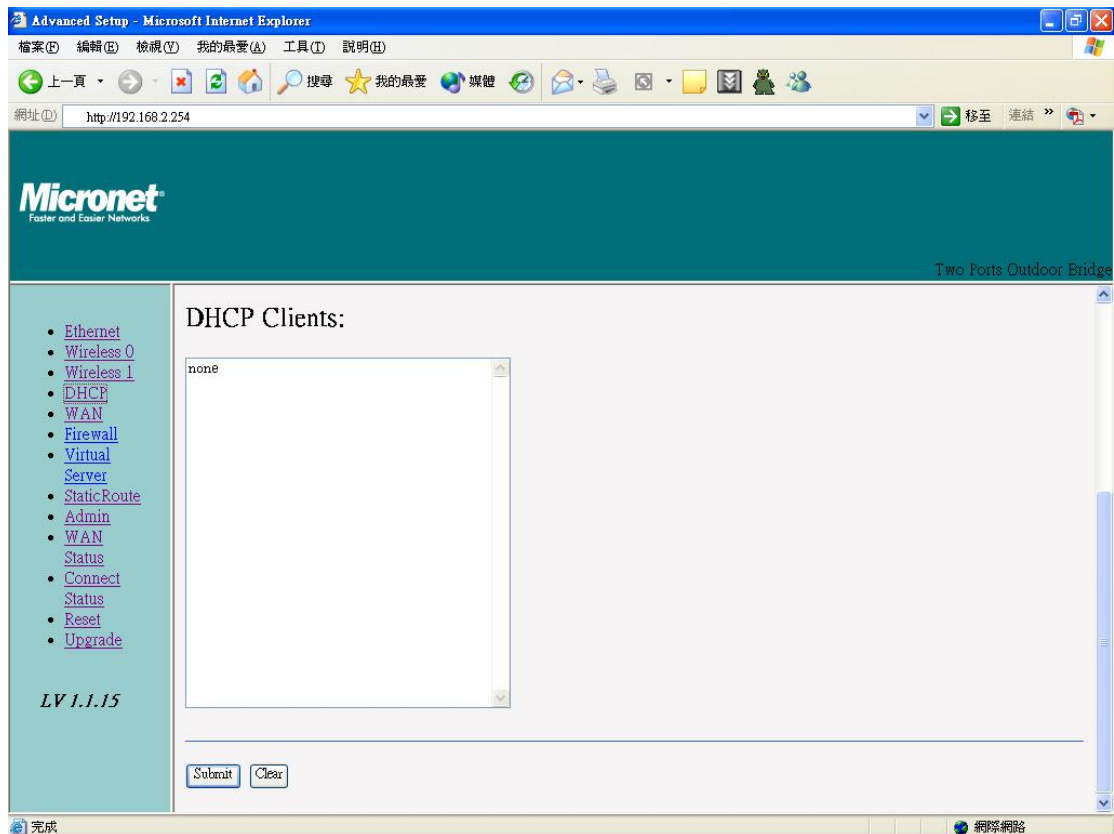 Advanced Setup - Microsoft Internet Explorer
檔案(F) 編輯(E) 檢視(V) 我的最愛(A) 工具(T) 說明(H)
上一頁 搜尋 我的最愛 媒體
網址(D) http://192.168.2.254 移至 連結 »
Micronet®
Faster and Easier Networks
Two Ports Outdoor Bridge
Ethernet
Wireless 0
Wireless 1
DHCP
WAN
Firewall
Virtual
Server
StaticRoute
Admin
WAN
Status
Connect
Status
Reset
Upgrade
LV 1.1.15
DHCP Clients:
none
Submit Clear
完成 網際網路